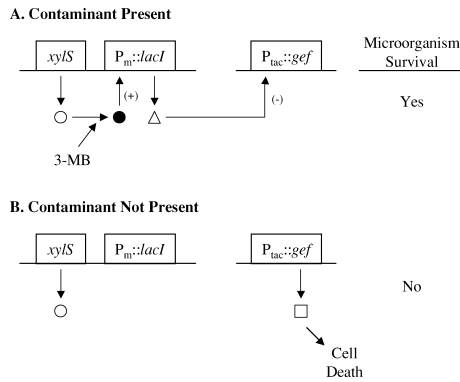 A. Contaminant Present
Microorganism
Survival
xylS
Pm::lacI
Ptac::gef
(+)
(-)
Yes
3-MB
B. Contaminant Not Present
xylS
Pm::lacI
Ptac::gef
No
Cell
Death